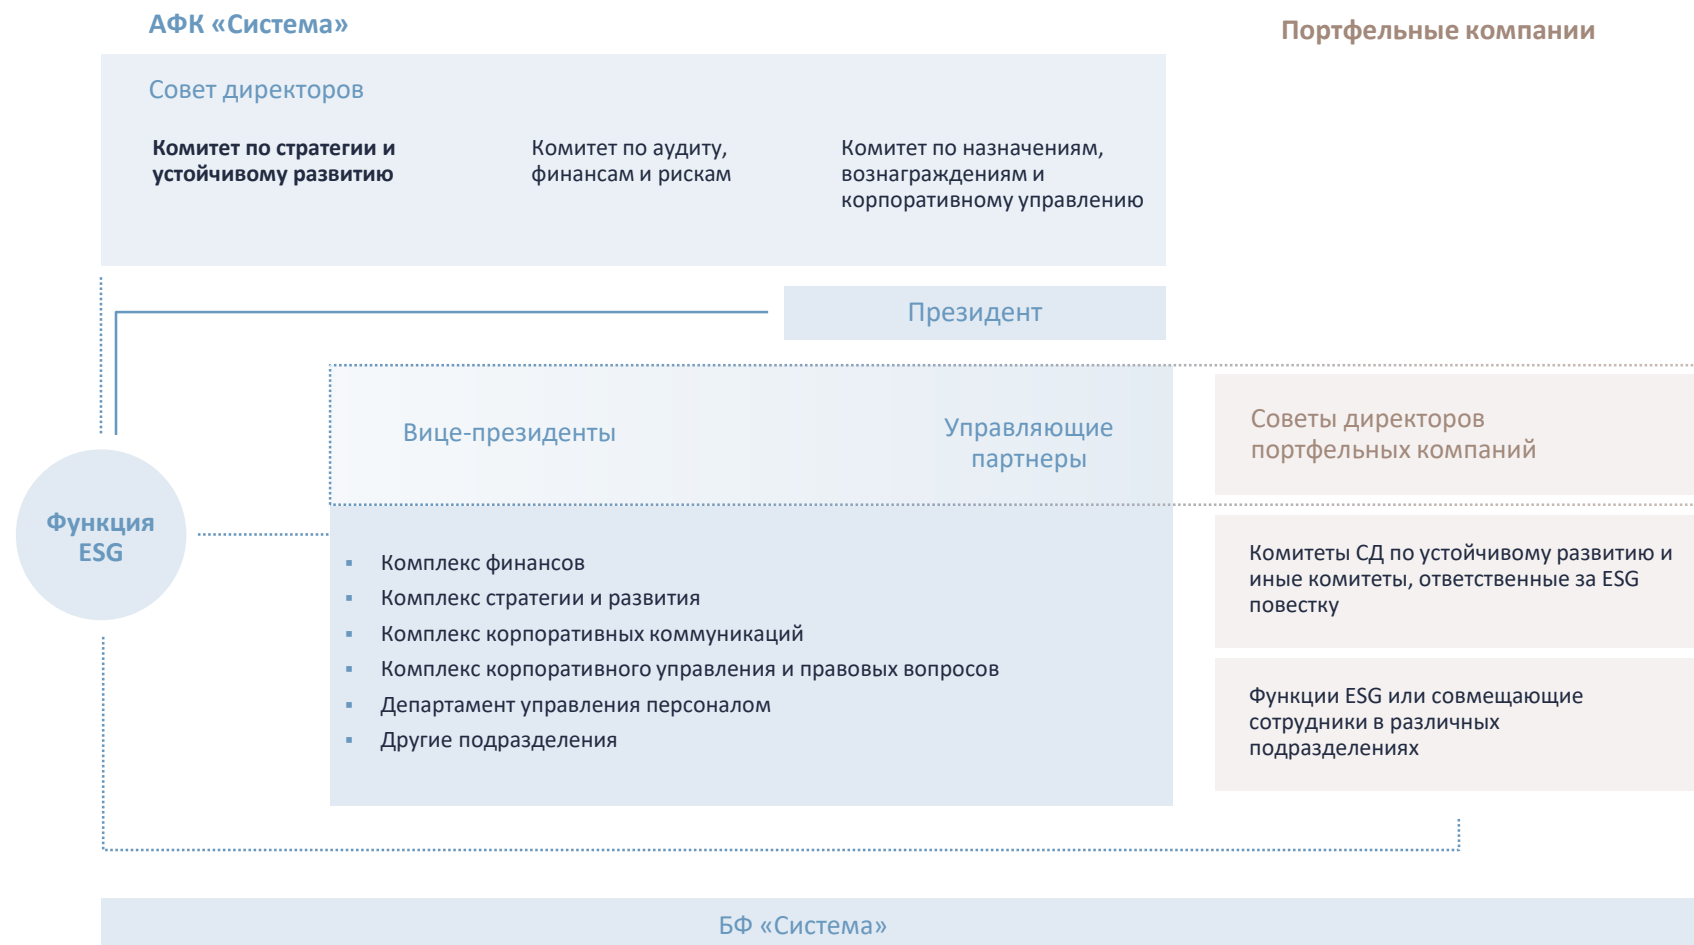 АФК «Система»
Портфельные компании
Совет директоров
Комитет по стратегии и
устойчивому развитию
Комитет по аудиту,
финансам и рискам
Комитет по назначениям,
вознаграждениям и
корпоративному управлению
Президент
Вице-президенты
Управляющие
партнеры
Советы директоров
портфельных компаний
Функция
ESG
▪ Комплекс финансов
▪ Комплекс стратегии и развития
▪ Комплекс корпоративных коммуникаций
▪ Комплекс корпоративного управления и правовых вопросов
▪ Департамент управления персоналом
▪ Другие подразделения
Комитеты СД по устойчивому развитию и
иные комитеты, ответственные за ESG
повестку
Функции ESG или совмещающие
сотрудники в различных
подразделениях
БФ «Система»